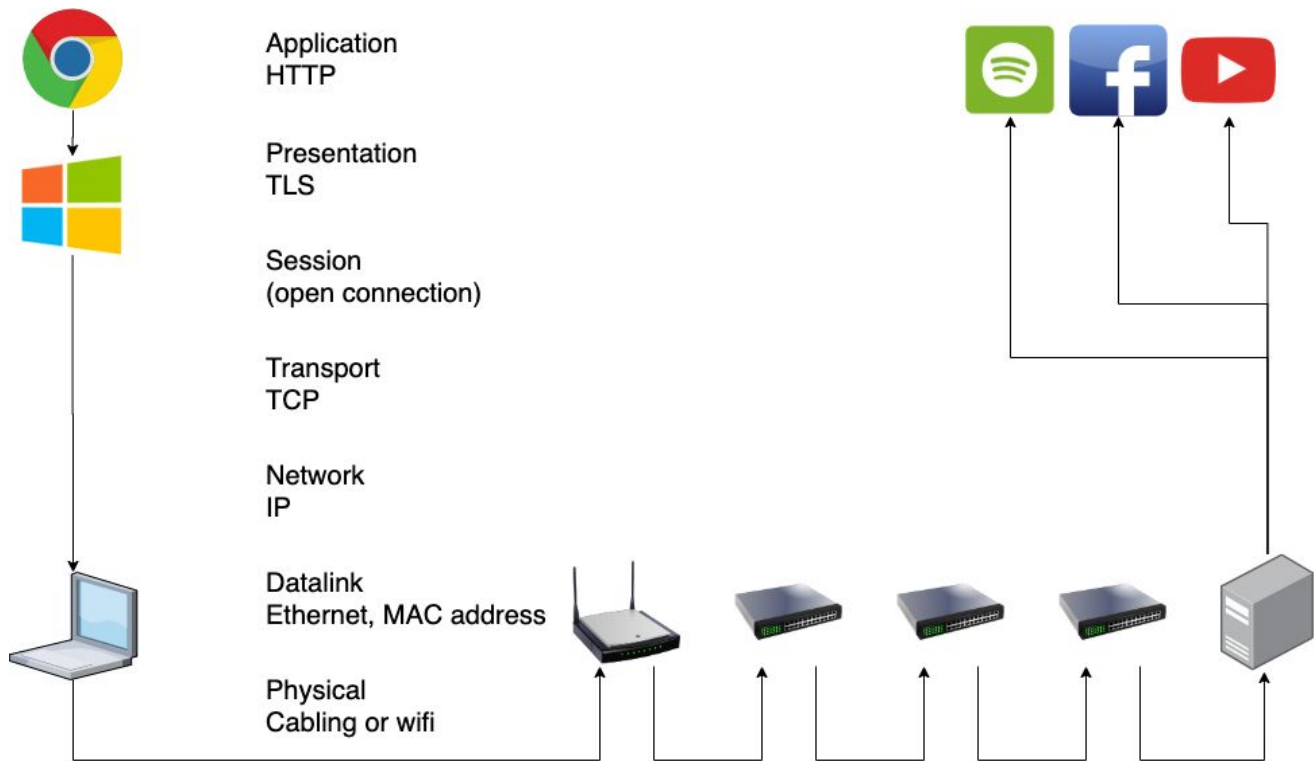 Application
HTTP
Presentation
TLS
Session
(open connection)
Transport
TCP
Network
IP
Datalink
Ethernet, MAC address
Physical
Cabling or wifi